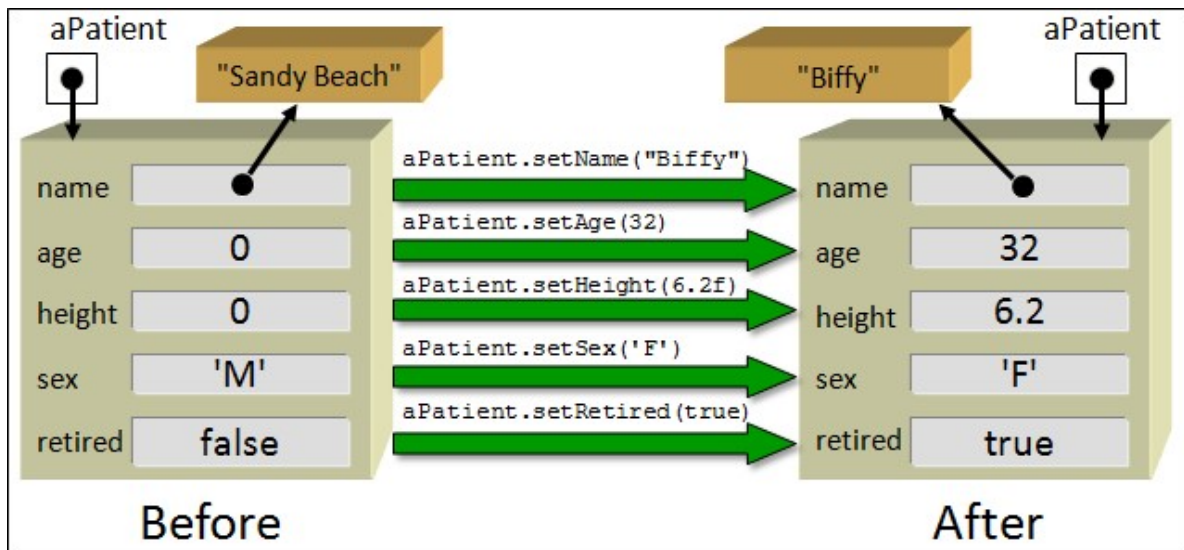 aPatient
"Sandy Beach"
name
age
0
height
0
sex
'M'
retired
false
Before
aPatient.setName("Biffy")
aPatient.setAge(32)
aPatient.setHeight(6.2f)
aPatient.setSex('F')
aPatient.setRetired(true)
aPatient
"Biffy"
name
age
32
height
6.2
sex
'F'
retired
true
After